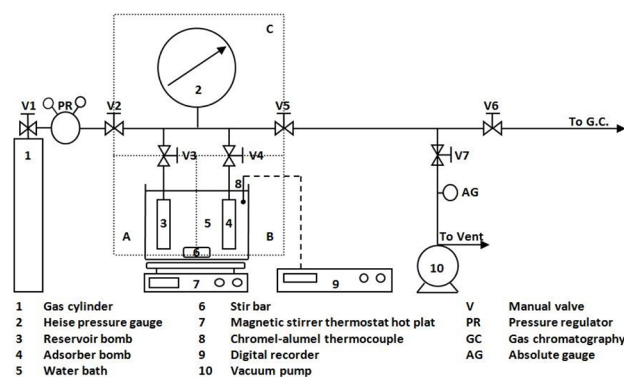 C
2
V1 PR V2 V5 V6
To G.C.
1
V3 V4 V7
8
AG
3 5 4
A B
To Vent
6
10
7 9
1 Gas cylinder 6 Stir bar V Manual valve
2 Heise pressure gauge 7 Magnetic stirrer thermostat hot plat PR Pressure regulator
3 Reservoir bomb 8 Chromel-alumel thermocouple GC Gas chromatography
4 Adsorber bomb 9 Digital recorder AG Absolute gauge
5 Water bath 10 Vacuum pump